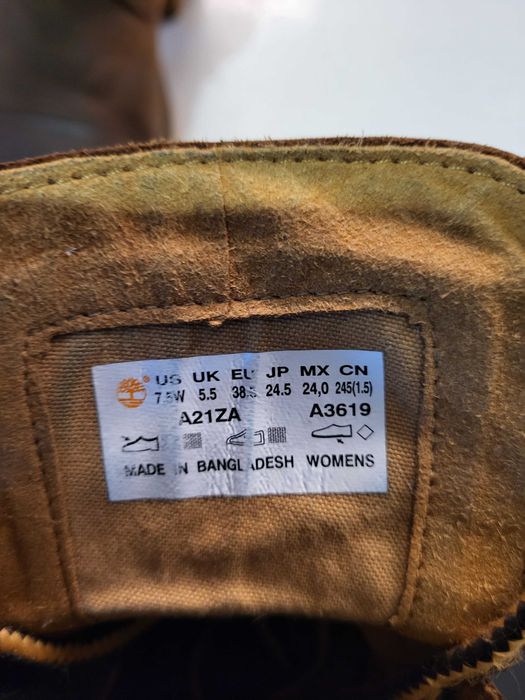 ® US UK EU JP MX CN
7.5W 5.5 38.5 24.5 24,0 245(1.5)
A21ZA A3619
MADE IN BANGLADESH WOMENS